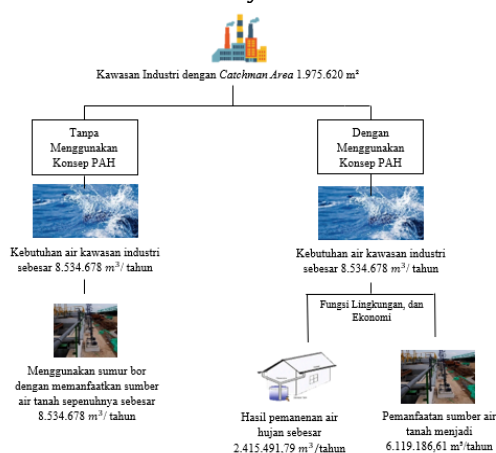 Kawasan Industri dengan Catchman Area 1.975.620 m²
Tanpa
Menggunakan
Konsep PAH
Dengan
Menggunakan
Konsep PAH
Kebutuhan air kawasan industri
sebesar 8.534.678 m³/ tahun
Kebutuhan air kawasan industri
sebesar 8.534.678 m³/ tahun
Fungsi Lingkungan, dan
Ekonomi
Menggunakan sumur bor
dengan memanfaatkan sumber
air tanah sepenuhnya sebesar
8.534.678 m³/ tahun
Hasil pemanenan air
hujan sebesar
2.415.491,79 m³/tahun
Pemanfaatan sumber air
tanah menjadi
6.119.186,61 m³/tahun